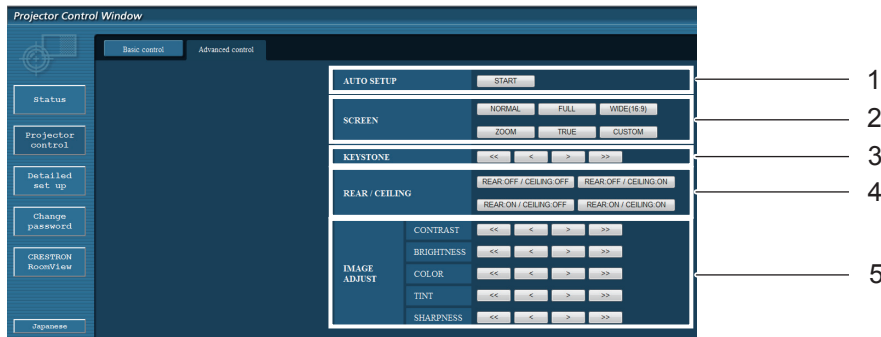 Projector Control Window
Basic control Advanced control
Status
Projector control
Detailed set up
Change password
CRESTRON RoomView
Japanese
AUTO SETUP START 1
SCREEN NORMAL FULL WIDE(16:9) 2
ZOOM TRUE CUSTOM
KEYSTONE << < > >> 3
REAR / CEILING REAR:OFF / CEILING:OFF REAR:OFF / CEILING:ON 4
REAR:ON / CEILING:OFF REAR:ON / CEILING:ON
IMAGE ADJUST 5
CONTRAST << < > >>
BRIGHTNESS << < > >>
COLOR << < > >>
TINT << < > >>
SHARPNESS << < > >>